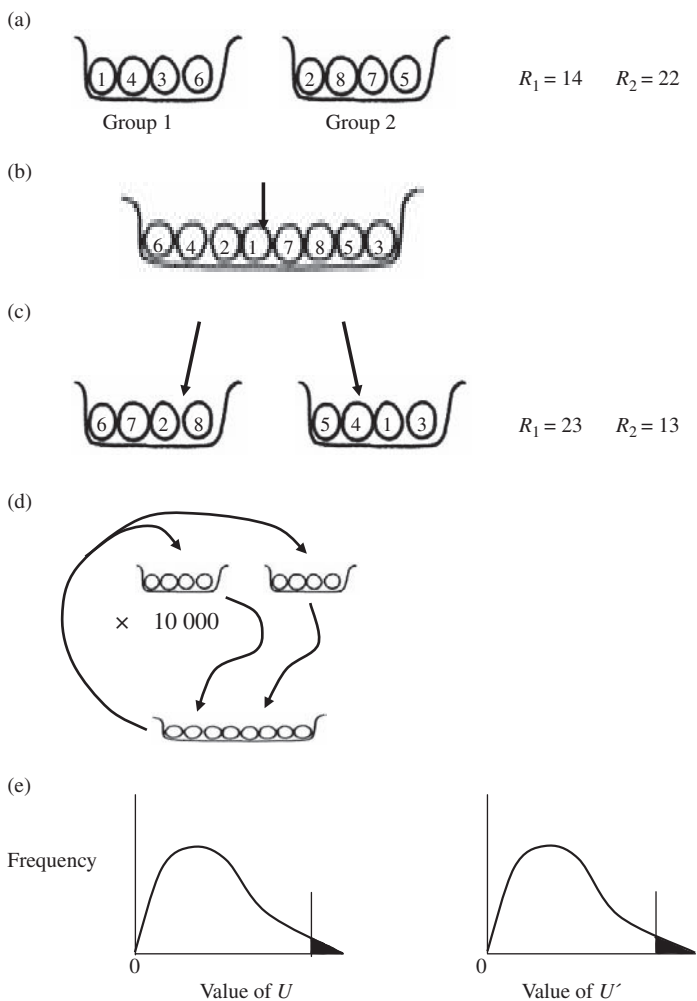 (a)
1 4 3 6 2 8 7 5 R1 = 14 R2 = 22
Group 1 Group 2
(b)
6 4 2 1 7 8 5 3
(c)
6 7 2 8 5 4 1 3 R1 = 23 R2 = 13
(d)
× 10 000
(e)
Frequency
0 0
Value of U Value of U´